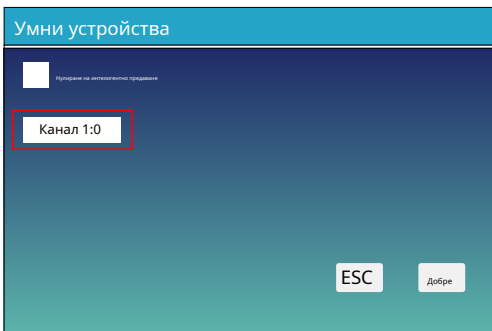 Умни устройства
Нулиране на интелигентно предаване
Канал 1:0
ESC
Добре